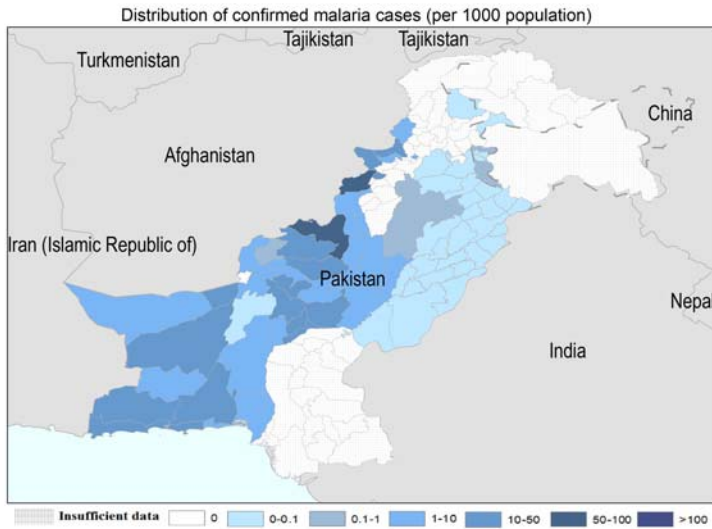 Distribution of confirmed malaria cases (per 1000 population)
Tajikistan Tajikistan
Turkmenistan
China
Afghanistan
Iran (Islamic Republic of)
Pakistan
Nepal
India
Insufficient data 0 0-0.1 0.1-1 1-10 10-50 50-100 >100